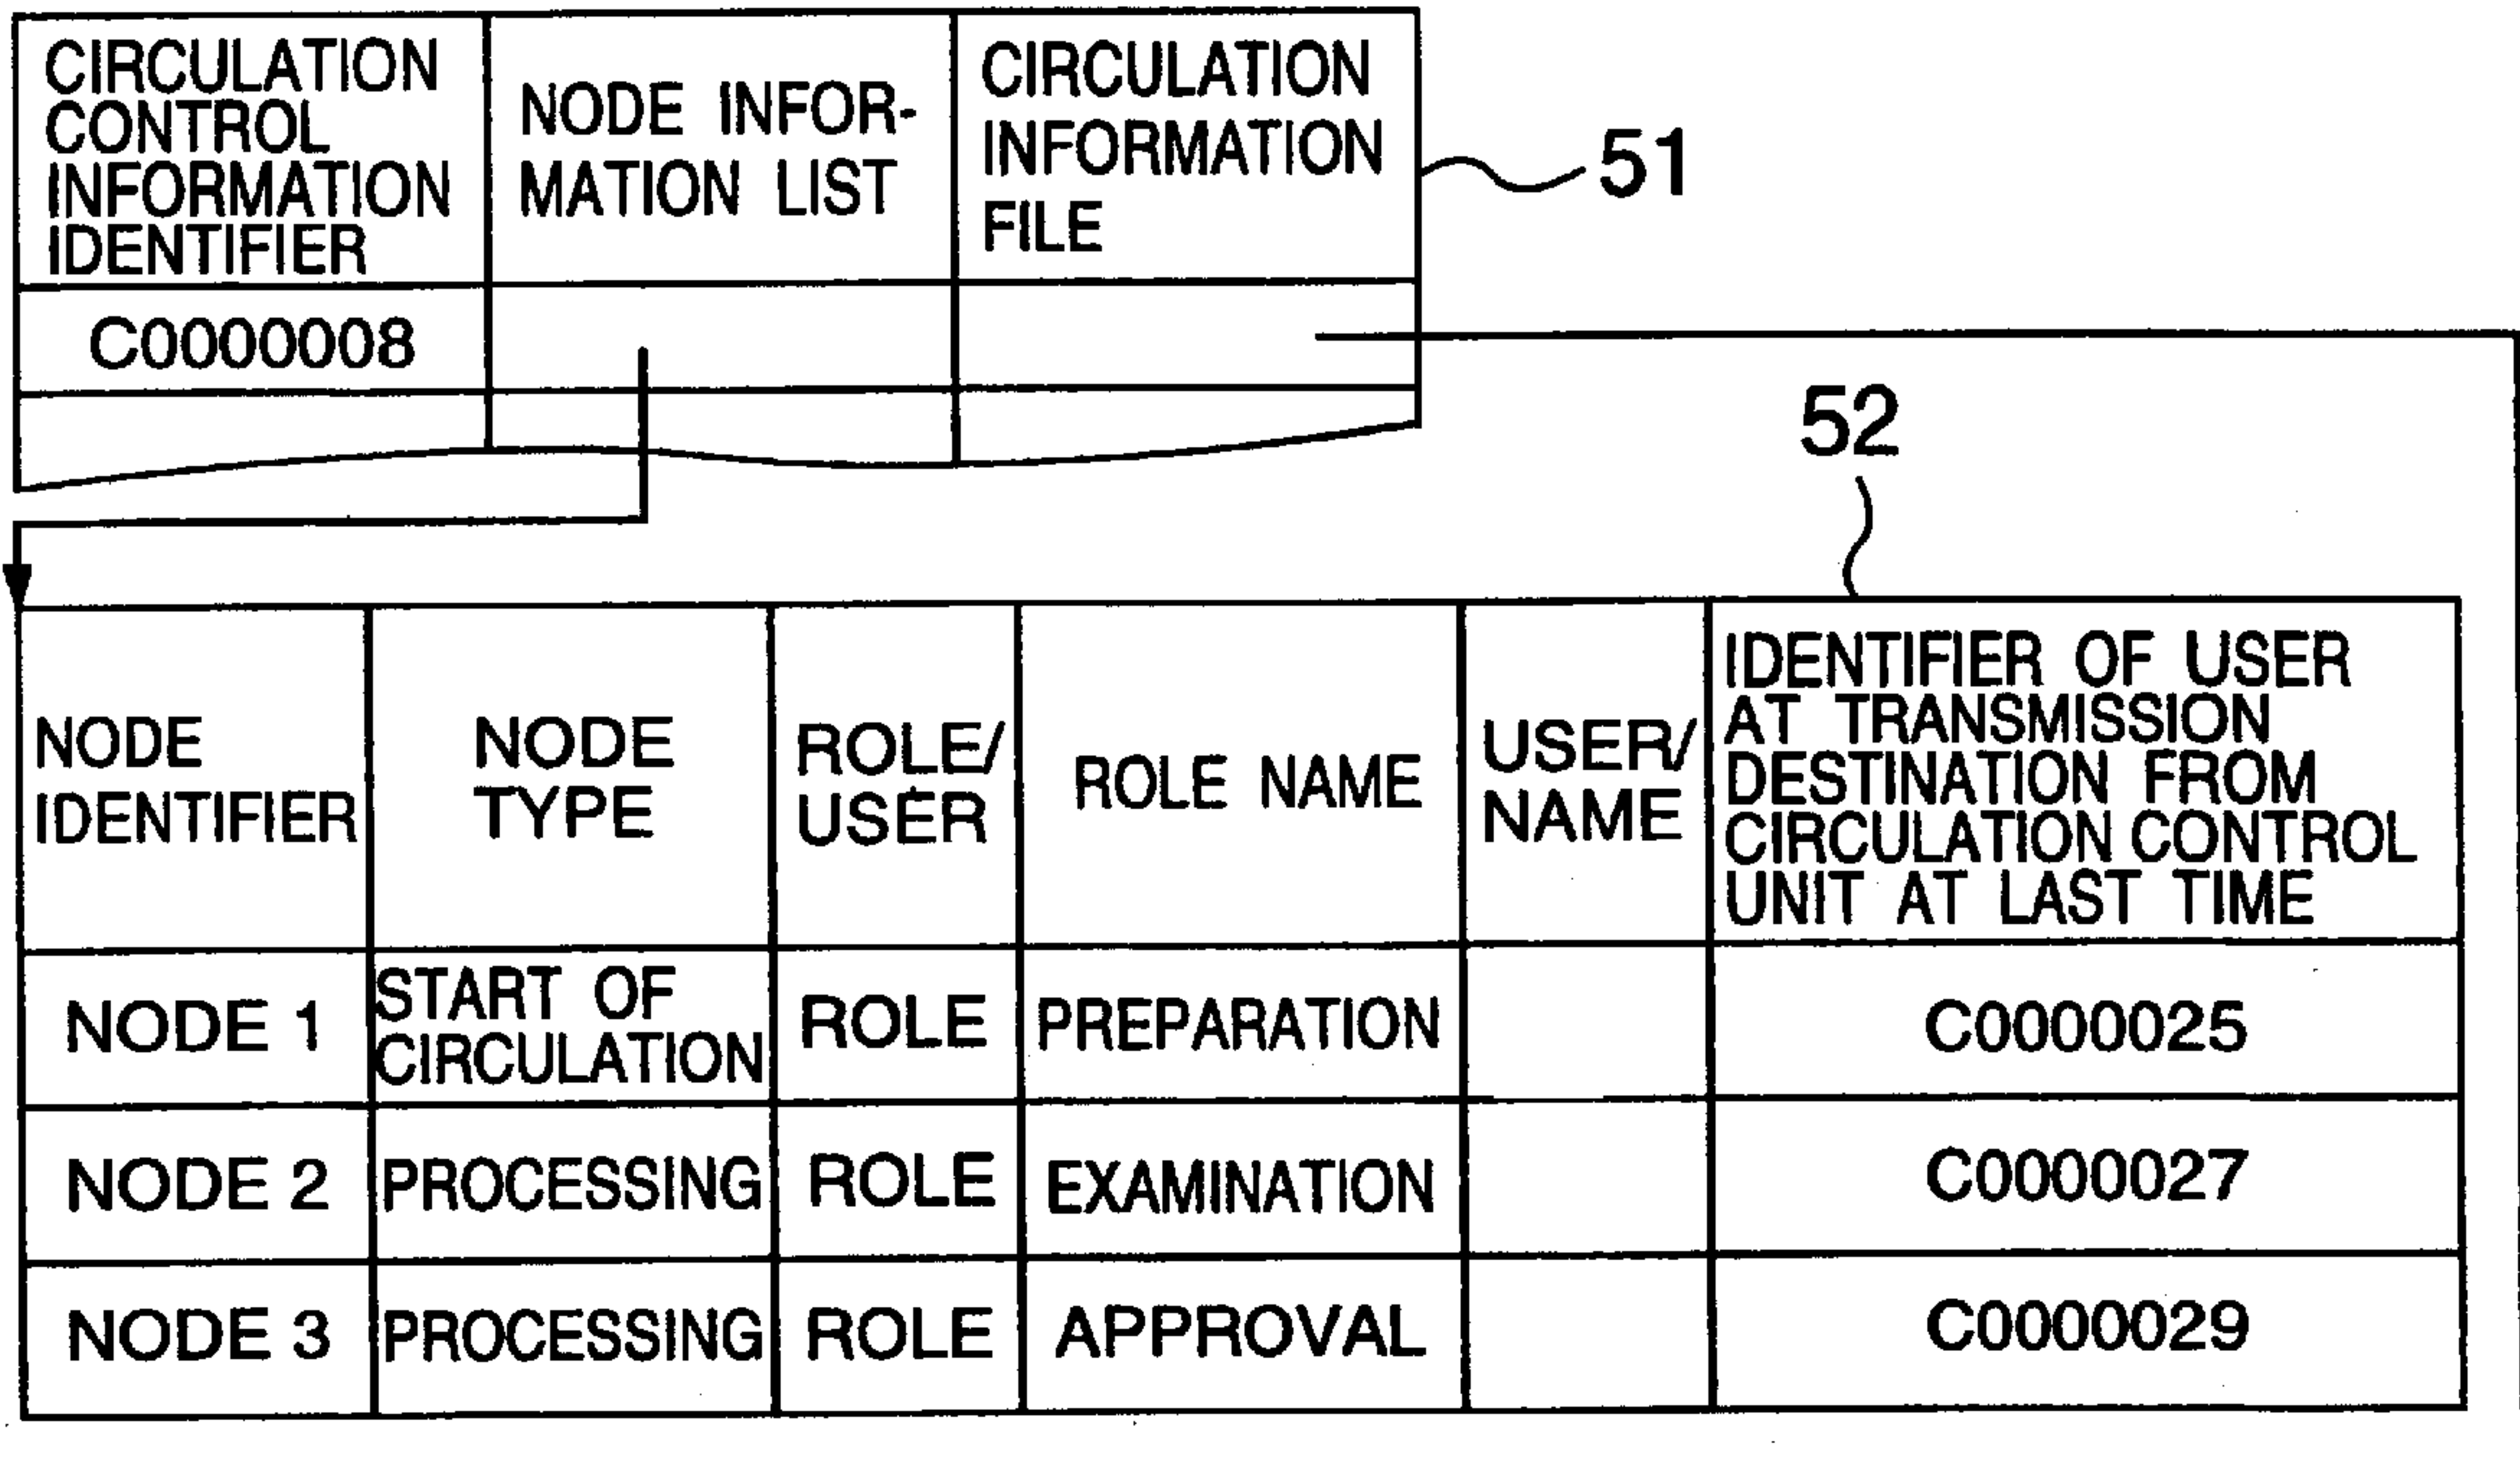 CIRCULATION
CONTROL
INFORMATION
IDENTIFIER
NODE INFOR-
MATION LIST
CIRCULATION
INFORMATION
FILE
51
C0000008
52
NODE
IDENTIFIER
NODE
TYPE
ROLE/
USER
ROLE NAME
USER/
NAME
IDENTIFIER OF USER
AT TRANSMISSION
DESTINATION FROM
CIRCULATION CONTROL
UNIT AT LAST TIME
NODE 1
START OF
CIRCULATION
ROLE
PREPARATION
C0000025
NODE 2
PROCESSING
ROLE
EXAMINATION
C0000027
NODE 3
PROCESSING
ROLE
APPROVAL
C0000029